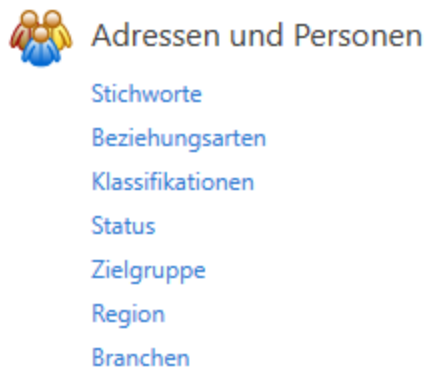 Adressen und Personen
Stichworte
Beziehungsarten
Klassifikationen
Status
Zielgruppe
Region
Branchen